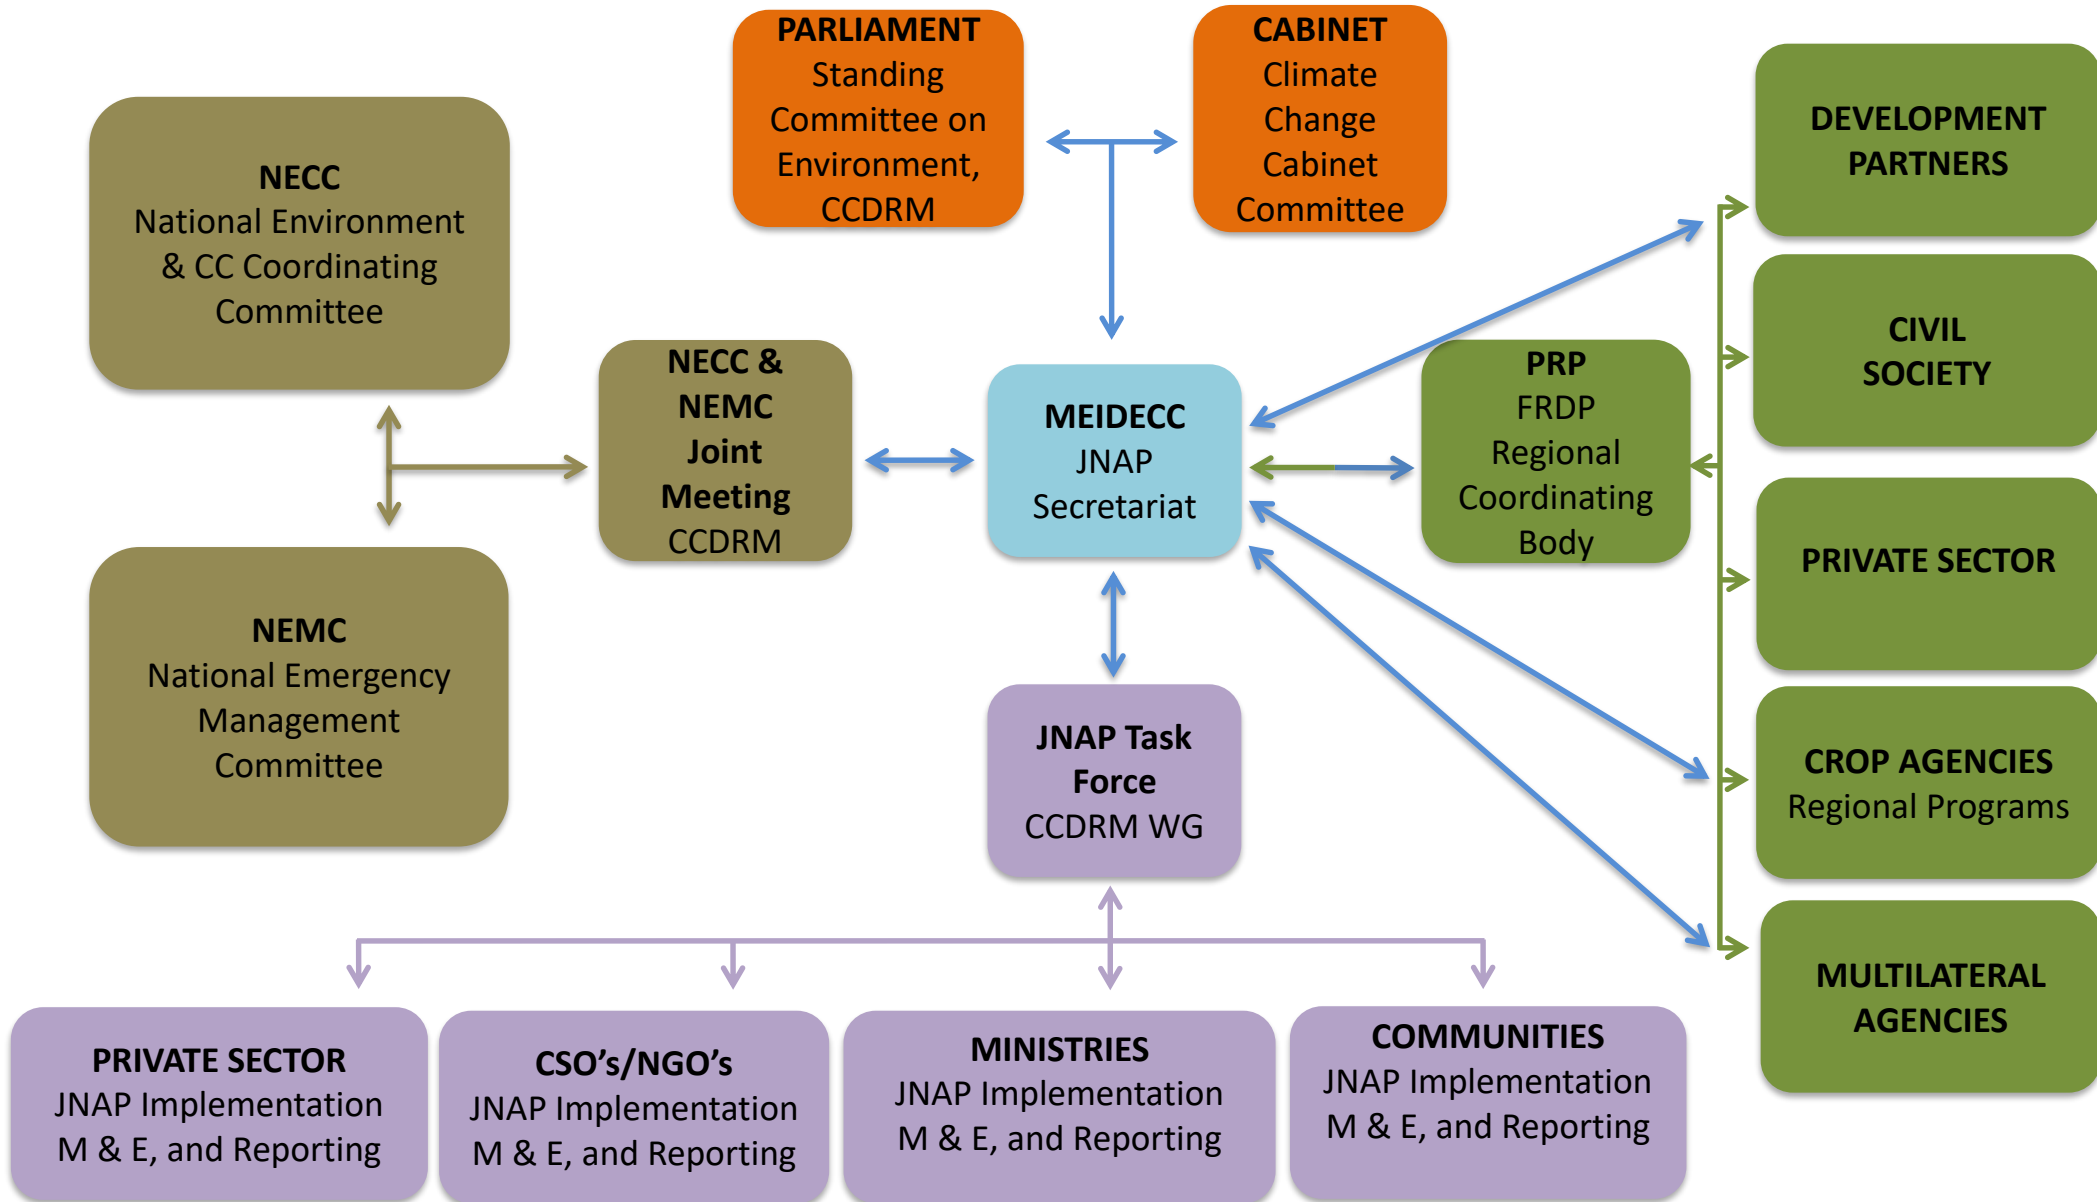 PARLIAMENT
Standing
Committee on
Environment,
CCDRM
CABINET
Climate
Change
Cabinet
Committee
DEVELOPMENT
PARTNERS
NECC
National Environment
& CC Coordinating
Committee
CIVIL
SOCIETY
NECC &
NEMC
Joint
Meeting
CCDRM
MEIDECC
JNAP
Secretariat
PRP
FRDP
Regional
Coordinating
Body
PRIVATE SECTOR
NEMC
National Emergency
Management
Committee
JNAP Task
Force
CCDRM WG
CROP AGENCIES
Regional Programs
MULTILATERAL
AGENCIES
PRIVATE SECTOR
JNAP Implementation
M & E, and Reporting
CSO’s/NGO’s
JNAP Implementation
M & E, and Reporting
MINISTRIES
JNAP Implementation
M & E, and Reporting
COMMUNITIES
JNAP Implementation
M & E, and Reporting